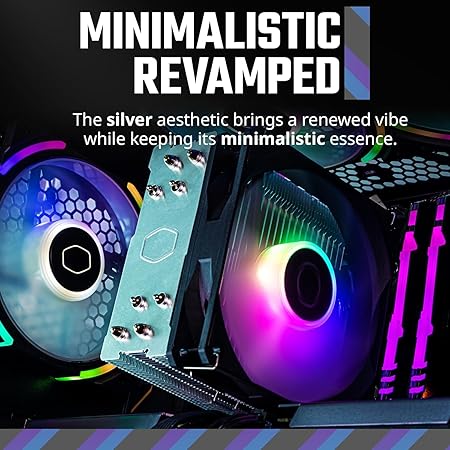 MINIMALISTIC
REVAMPED
The silver aesthetic brings a renewed vibe
while keeping its minimalistic essence.